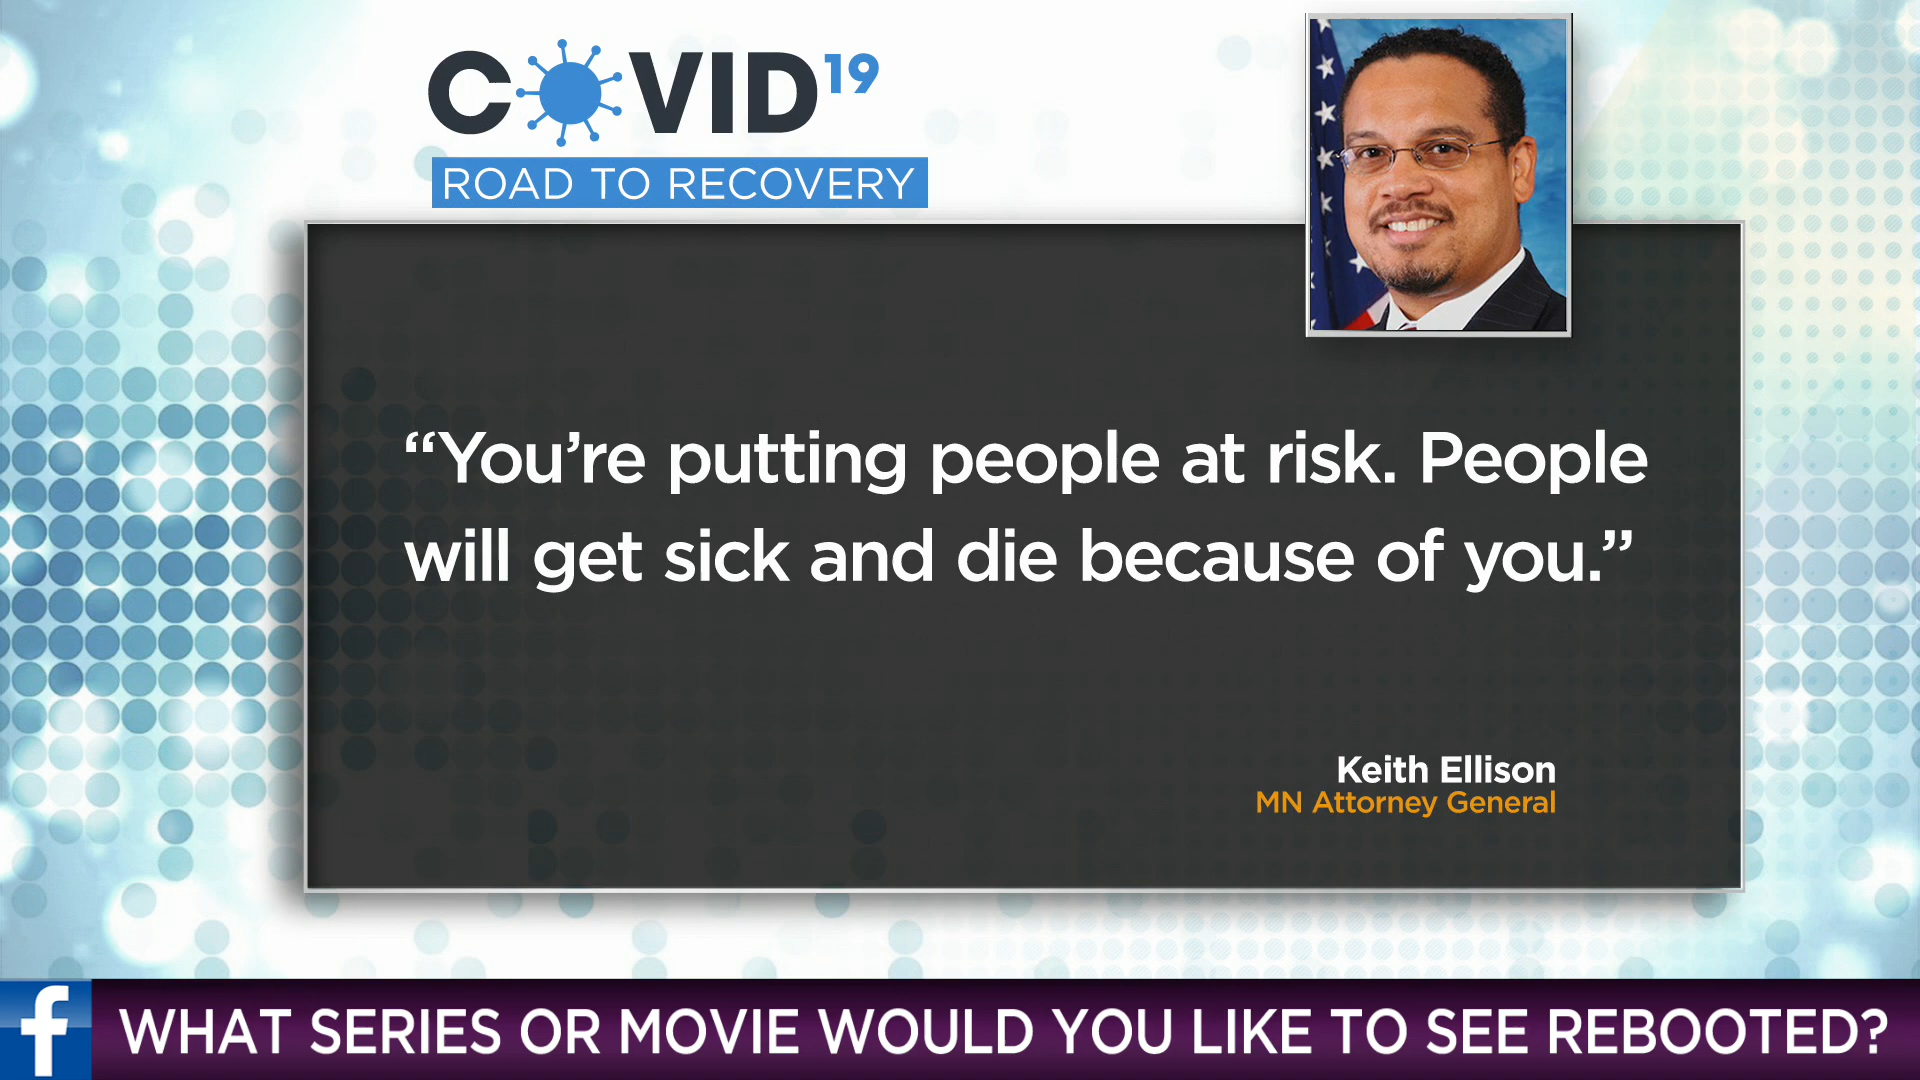 COVID19
ROAD TO RECOVERY
“You’re putting people at risk. People
will get sick and die because of you.”
Keith Ellison
MN Attorney General
f WHAT SERIES OR MOVIE WOULD YOU LIKE TO SEE REBOOTED?